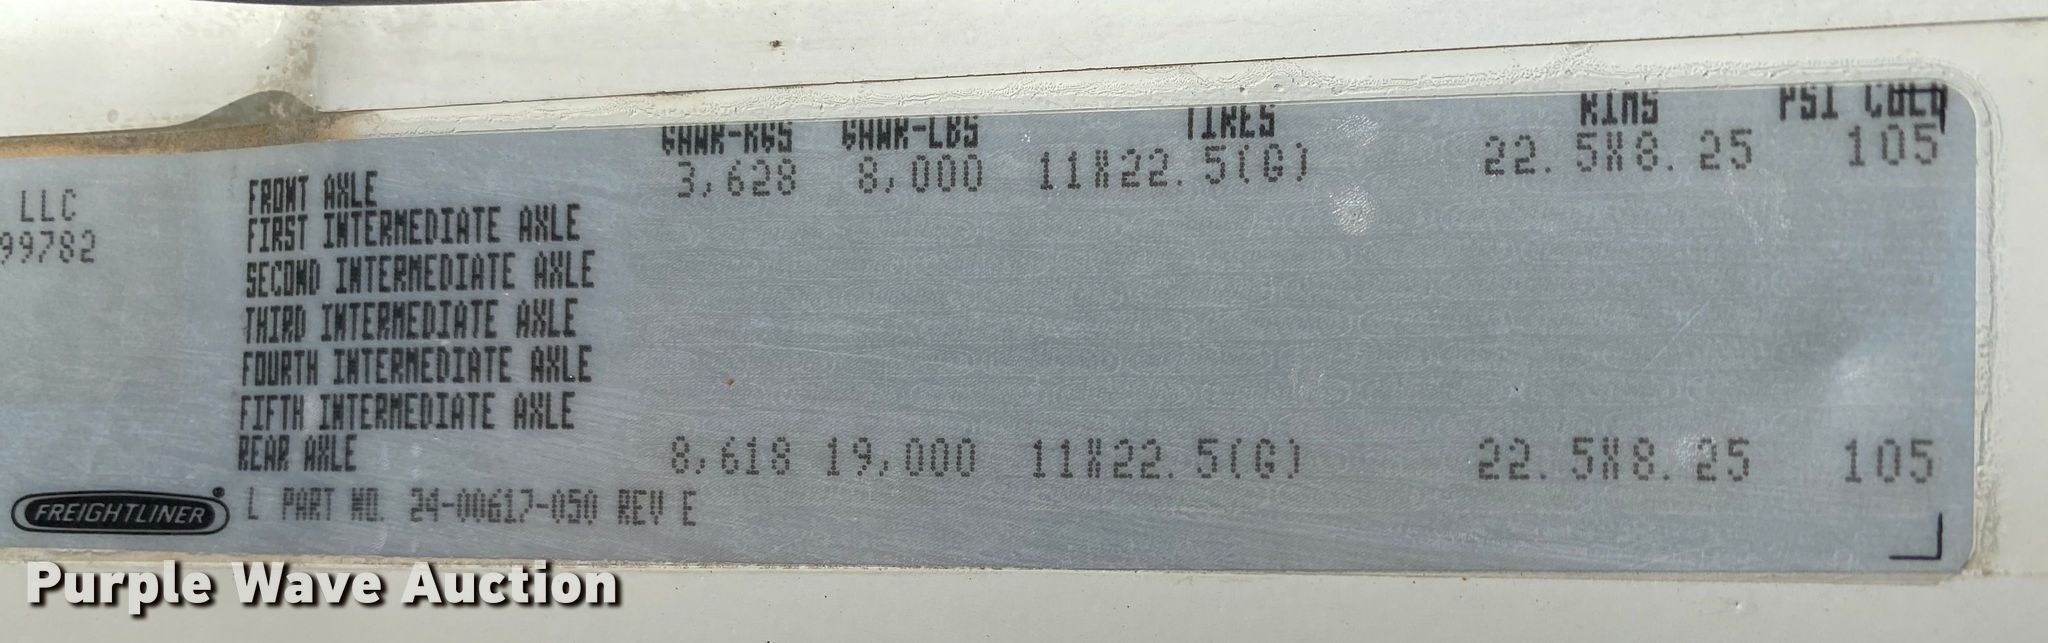 GAWR-KGS GAWR-LBS TIRES RIMS PSI COLD
FRONT AXLE 3,628 8,000 11X22.5(G) 22.5X8.25 105
LLC
FIRST INTERMEDIATE AXLE
99782
SECOND INTERMEDIATE AXLE
THIRD INTERMEDIATE AXLE
FOURTH INTERMEDIATE AXLE
FIFTH INTERMEDIATE AXLE
REAR AXLE 8,618 19,000 11X22.5(G) 22.5X8.25 105
FREIGHTLINER® L PART NO. 24-00617-050 REV E
Purple Wave Auction